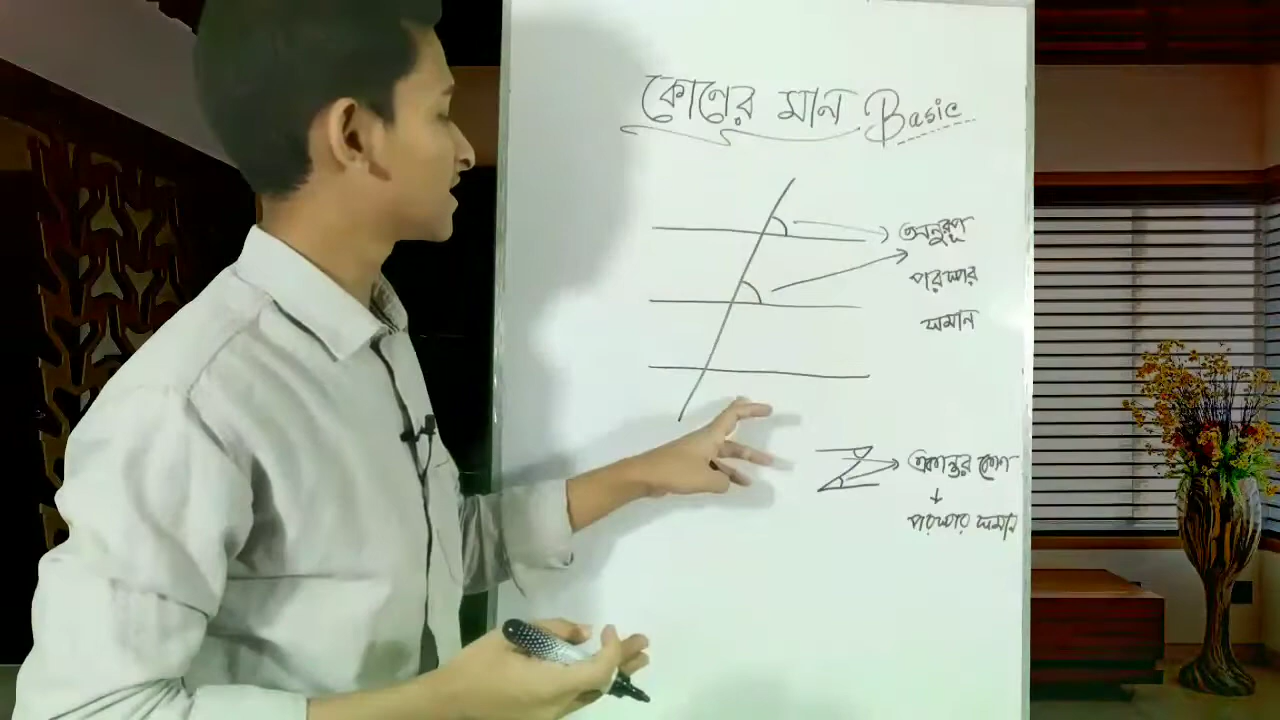 কোণের মান Basic
অনুরূপ
পরস্পর
সমান
একান্তর কোণ
পরস্পর সমান